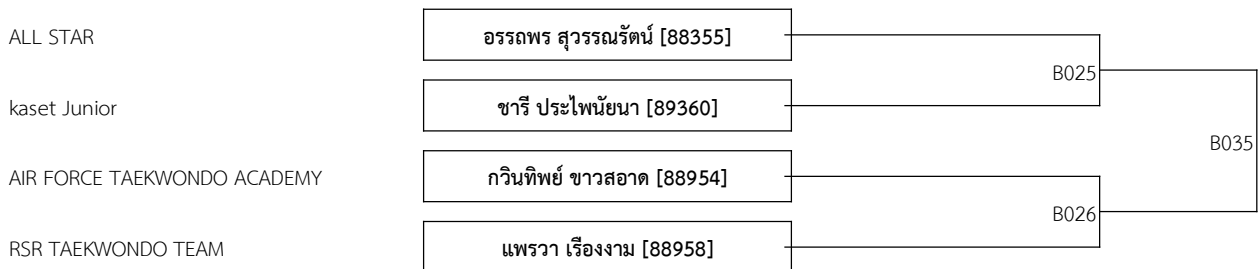 ALL STAR
อรรถพร สุวรรณรัตน์ [88355]
B025
kaset Junior
ชารี ประไพนัยนา [89360]
B035
AIR FORCE TAEKWONDO ACADEMY
กวินทิพย์ ขาวสอาด [88954]
B026
RSR TAEKWONDO TEAM
แพรวา เรืองงาม [88958]